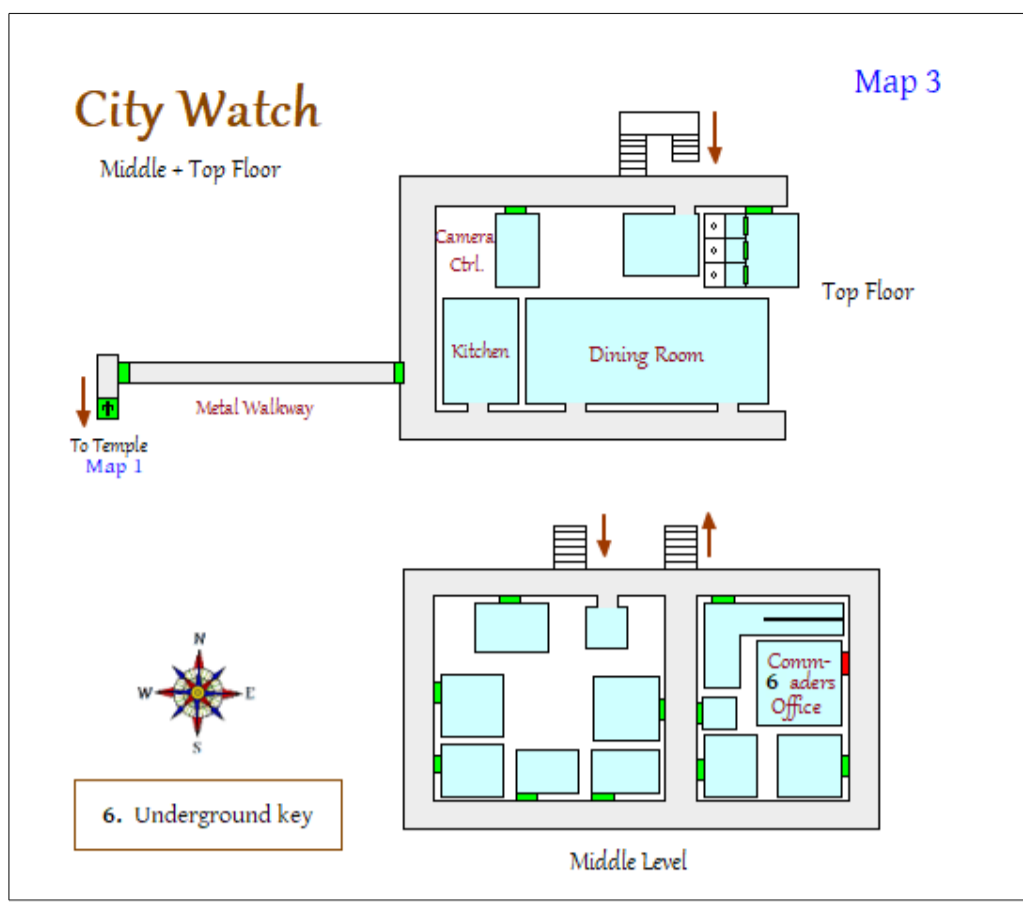 City Watch
Map 3
Middle + Top Floor
Camera
Ctrl.
Top Floor
Kitchen
Dining Room
Metal Walkway
To Temple
Map 1
N
W
E
S
Comm-
6 aders
Office
6. Underground key
Middle Level